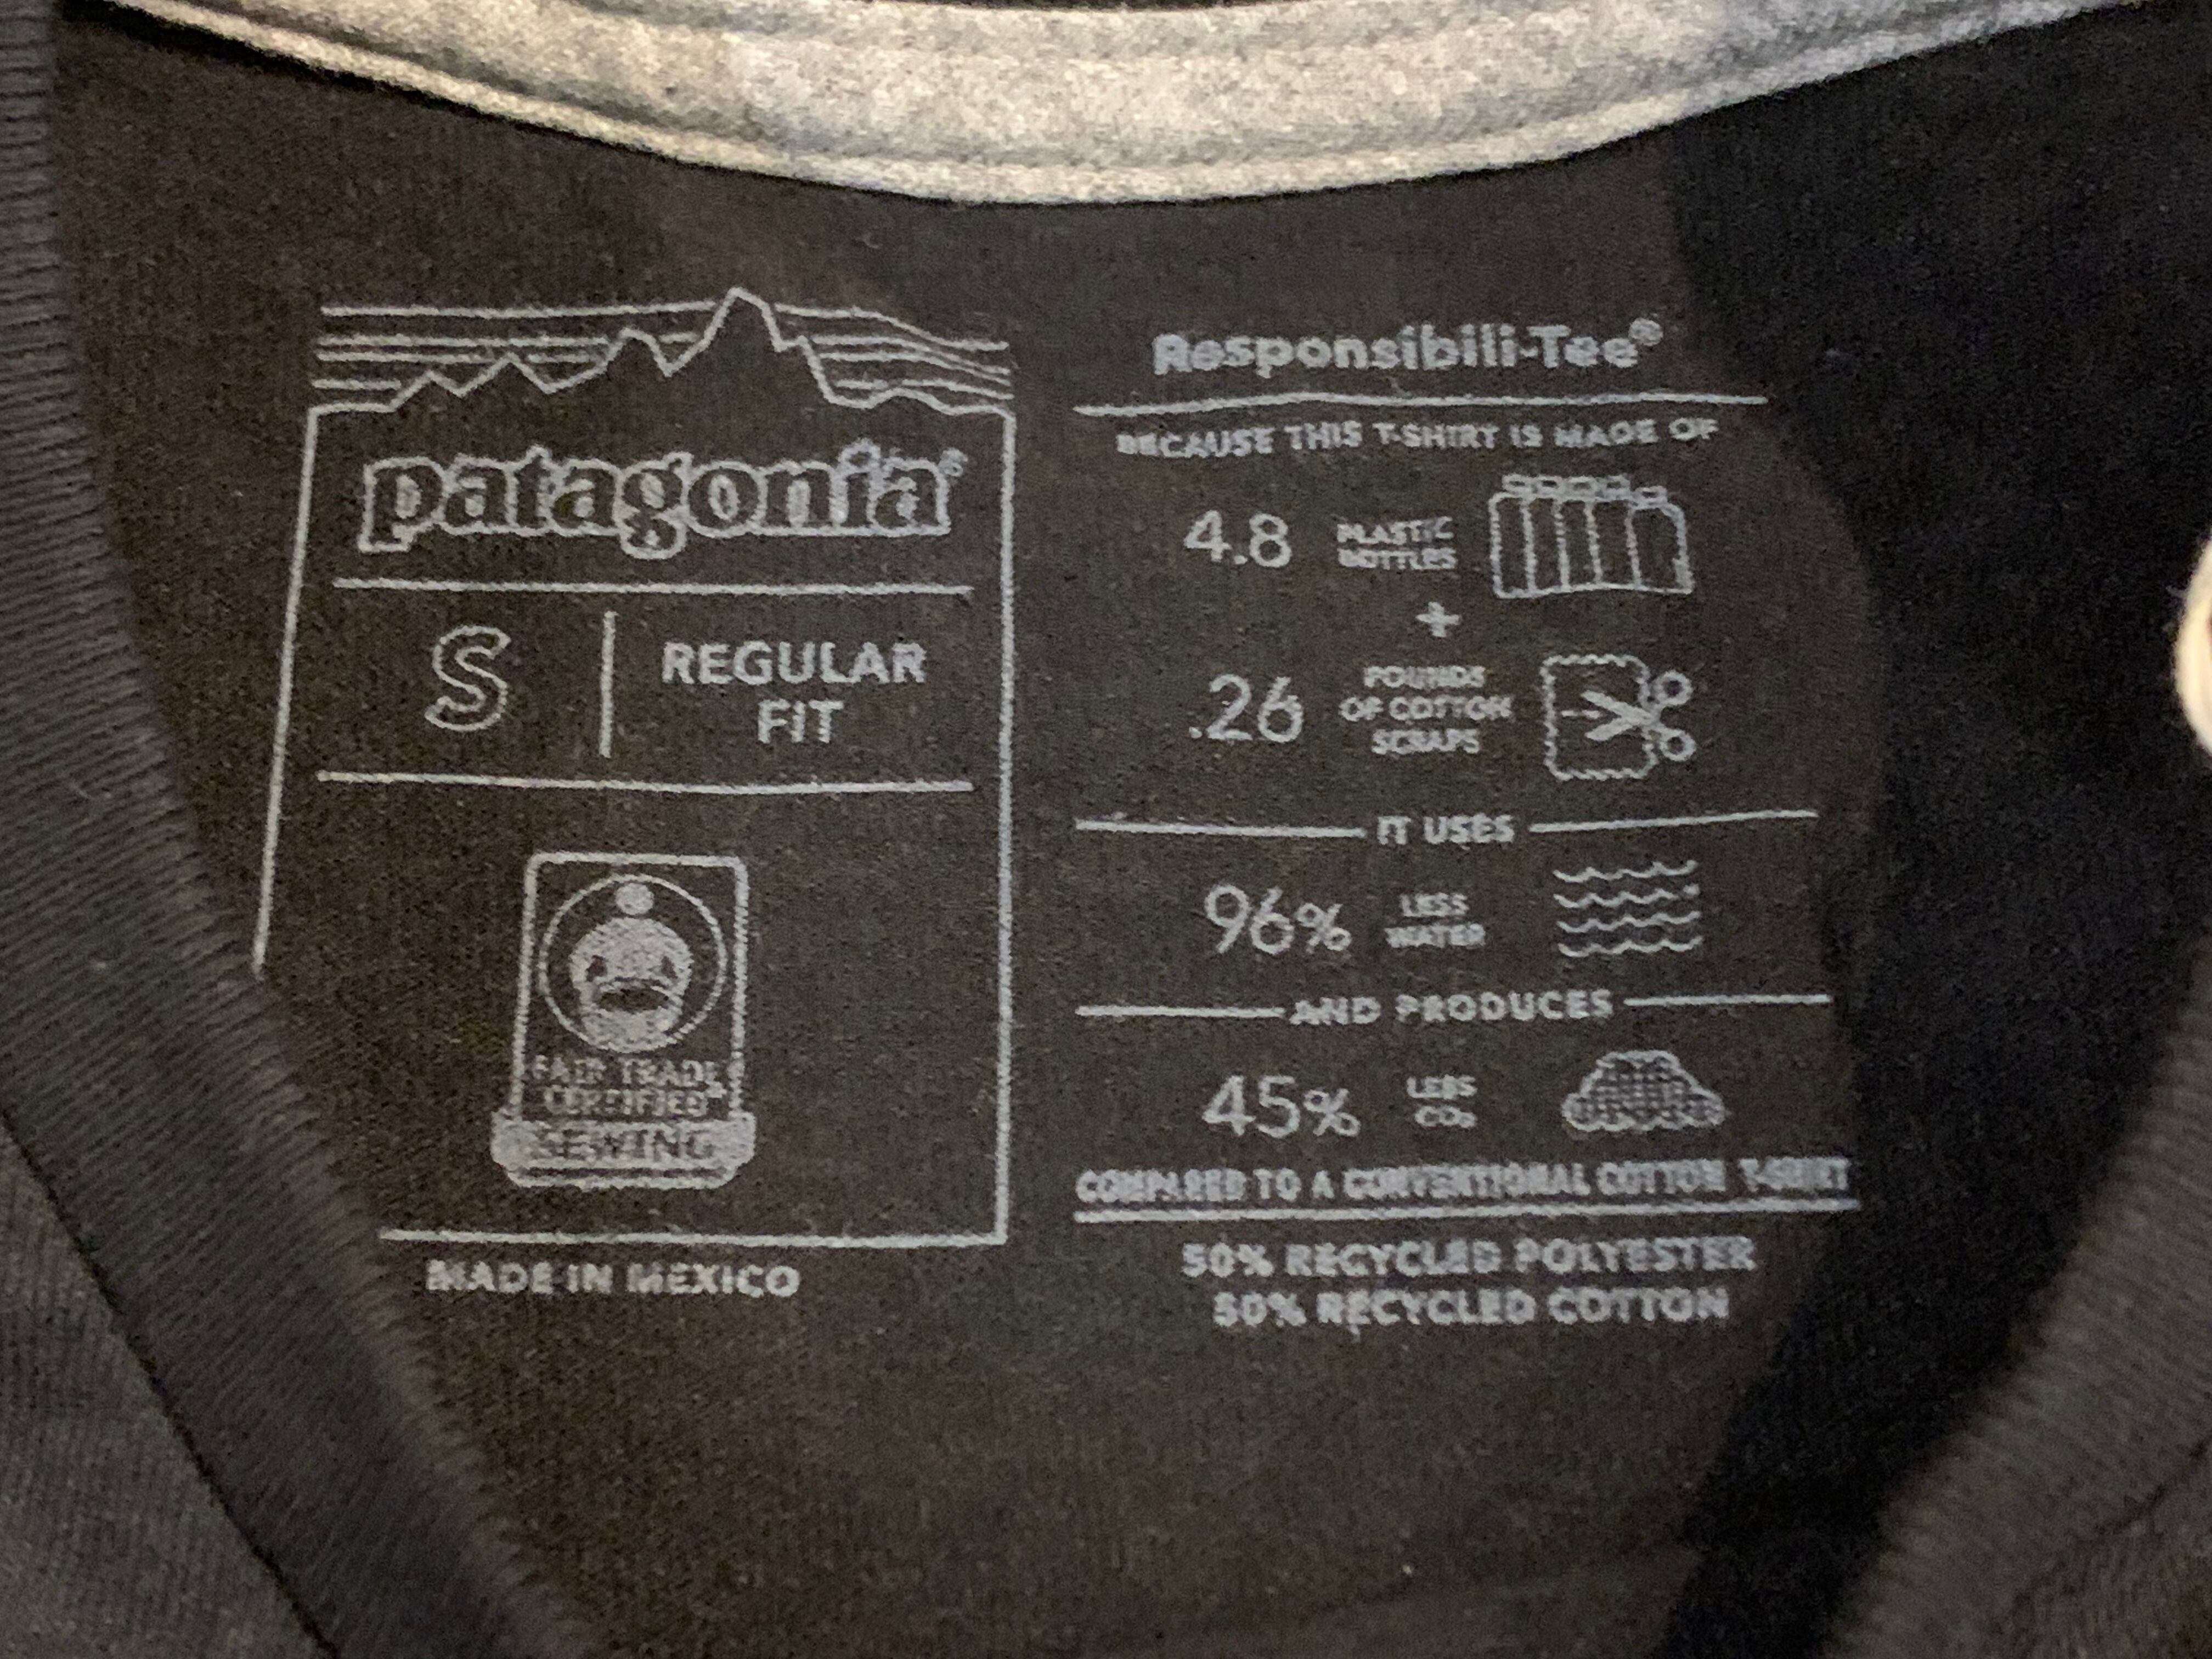 patagonia®
S
REGULAR
FIT
FAIR TRADE
CERTIFIED™
SEWING
MADE IN MEXICO
Responsibili-Tee®
BECAUSE THIS T-SHIRT IS MADE OF
4.8 PLASTIC
BOTTLES
+
.26 POUNDS
OF COTTON
SCRAPS
IT USES
96% LESS
WATER
AND PRODUCES
45% LESS
CO₂
COMPARED TO A CONVENTIONAL COTTON T-SHIRT
50% RECYCLED POLYESTER
50% RECYCLED COTTON